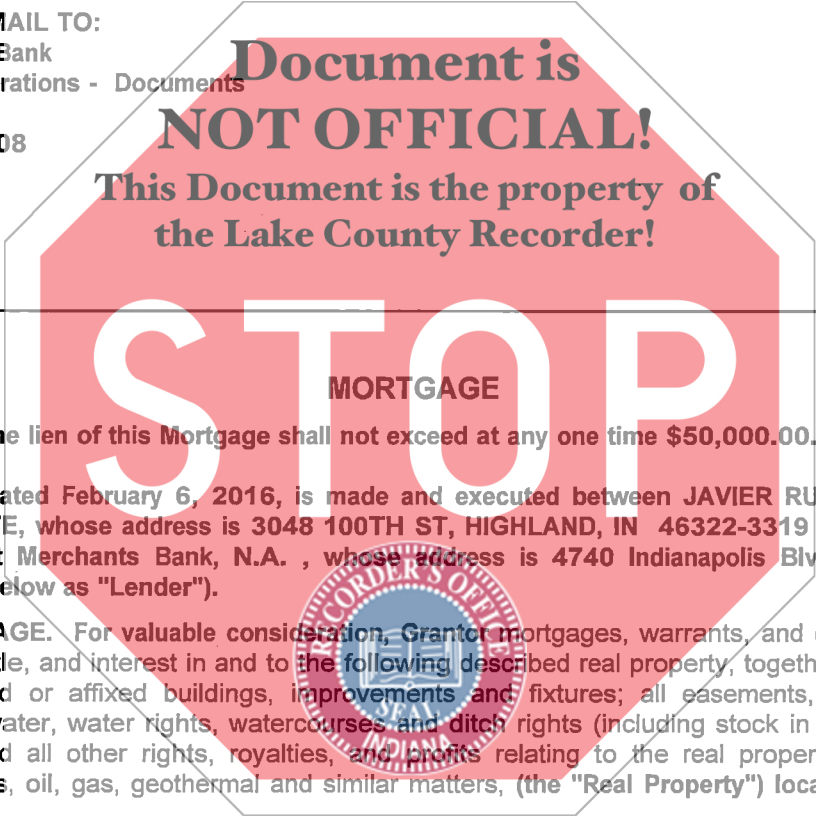 MAIL TO:
Bank
rations - Documents
08
Document is
NOT OFFICIAL!
This Document is the property of
the Lake County Recorder!
STOP
MORTGAGE
e lien of this Mortgage shall not exceed at any one time $50,000.00.
ated February 6, 2016, is made and executed between JAVIER RU
E, whose address is 3048 100TH ST, HIGHLAND, IN 46322-3319
t Merchants Bank, N.A. , whose address is 4740 Indianapolis Blv
elow as "Lender").
AGE. For valuable consideration, Grantor mortgages, warrants, and
le, and interest in and to the following described real property, togeth
d or affixed buildings, improvements and fixtures; all easements,
ater, water rights, watercourses and ditch rights (including stock in
d all other rights, royalties, and profits relating to the real proper
s, oil, gas, geothermal and similar matters, (the "Real Property") loca
RECORDER'S OFFICE
SEAL
INDIANA